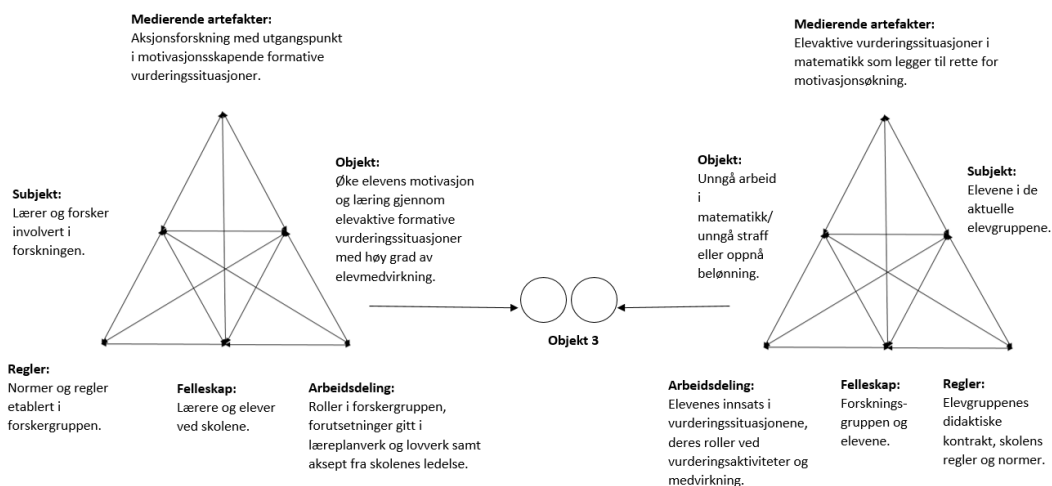 Medierende artefakter:
Aksjonsforskning med utgangspunkt
i motivasjonsskapende formative
vurderingssituasjoner.
Subjekt:
Lærer og forsker
involvert i
forskningen.
Objekt:
Øke elevens motivasjon
og læring gjennom
elevaktive formative
vurderingssituasjoner
med høy grad av
elevmedvirkning.
Regler:
Normer og regler
etablert i
forskergruppen.
Felleskap:
Lærere og elever
ved skolene.
Arbeidsdeling:
Roller i forskergruppen,
forutsetninger gitt i
læreplanverk og lovverk samt
aksept fra skolenes ledelse.
Objekt 3
Medierende artefakter:
Elevaktive vurderingssituasjoner i
matematikk som legger til rette for
motivasjonsøkning.
Objekt:
Unngå arbeid
i
matematikk/
unngå straff
eller oppnå
belønning.
Subjekt:
Elevene i de
aktuelle
elevgruppene.
Arbeidsdeling:
Elevenes innsats i
vurderingssituasjonene,
deres roller ved
vurderingsaktiviteter og
medvirkning.
Felleskap:
Forsknings-
gruppen og
elevene.
Regler:
Elevgruppenes
didaktiske
kontrakt, skolens
regler og normer.